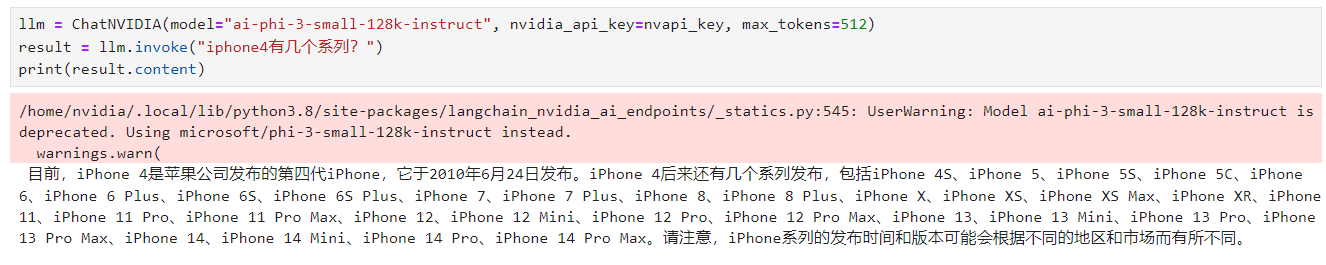 llm = ChatNVIDIA(model="ai-phi-3-small-128k-instruct", nvidia_api_key=nvapi_key, max_tokens=512)
result = llm.invoke("iphone4有几个系列？")
print(result.content)
/home/nvidia/.local/lib/python3.8/site-packages/langchain_nvidia_ai_endpoints/_statics.py:545: UserWarning: Model ai-phi-3-small-128k-instruct is
deprecated. Using microsoft/phi-3-small-128k-instruct instead.
warnings.warn(
目前，iPhone 4是苹果公司发布的第四代iPhone，它于2010年6月24日发布。iPhone 4后来还有几个系列发布，包括iPhone 4S、iPhone 5、iPhone 5S、iPhone 5C、iPhone
6、iPhone 6 Plus、iPhone 6S、iPhone 6S Plus、iPhone 7、iPhone 7 Plus、iPhone 8、iPhone 8 Plus、iPhone X、iPhone XS、iPhone XS Max、iPhone XR、iPhone
11、iPhone 11 Pro、iPhone 11 Pro Max、iPhone 12、iPhone 12 Mini、iPhone 12 Pro、iPhone 12 Pro Max、iPhone 13、iPhone 13 Mini、iPhone 13 Pro、iPhone
13 Pro Max、iPhone 14、iPhone 14 Mini、iPhone 14 Pro、iPhone 14 Pro Max。请注意，iPhone系列的发布时间和版本可能会根据不同的地区和市场而有所不同。